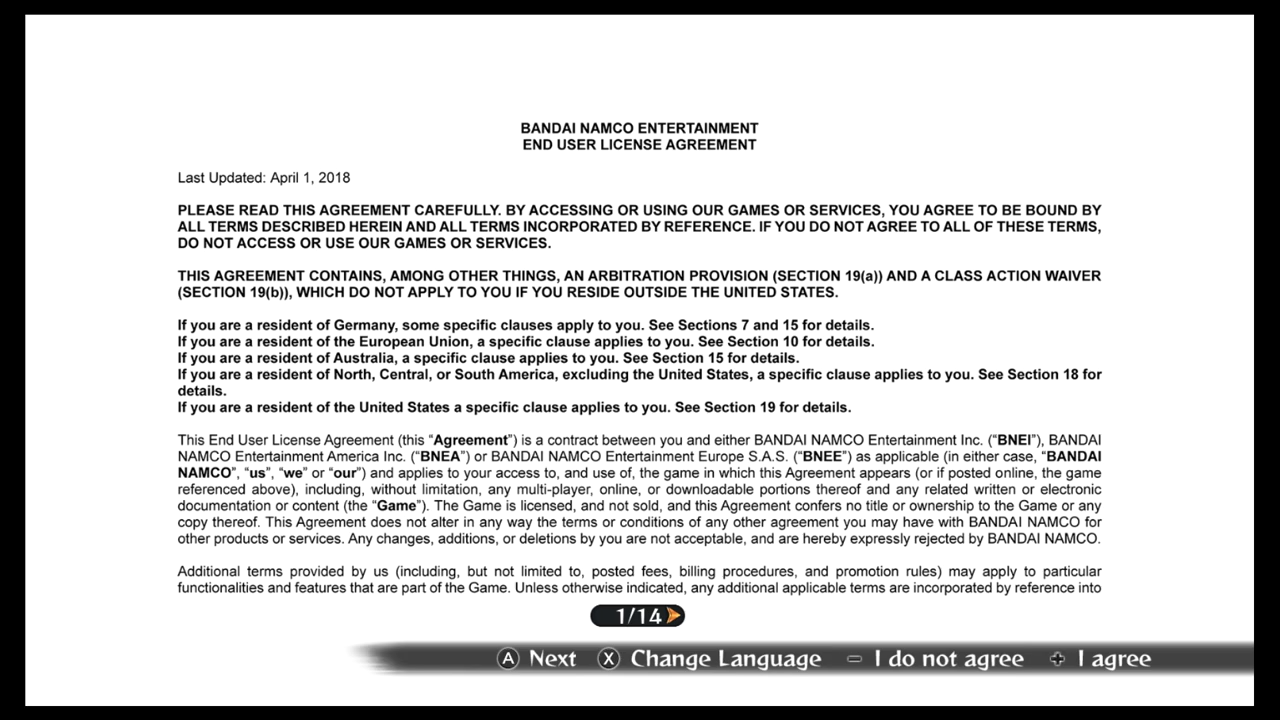 BANDAI NAMCO ENTERTAINMENT
END USER LICENSE AGREEMENT
Last Updated: April 1, 2018
PLEASE READ THIS AGREEMENT CAREFULLY. BY ACCESSING OR USING OUR GAMES OR SERVICES, YOU AGREE TO BE BOUND BY
ALL TERMS DESCRIBED HEREIN AND ALL TERMS INCORPORATED BY REFERENCE. IF YOU DO NOT AGREE TO ALL OF THESE TERMS,
DO NOT ACCESS OR USE OUR GAMES OR SERVICES.
THIS AGREEMENT CONTAINS, AMONG OTHER THINGS, AN ARBITRATION PROVISION (SECTION 19(a)) AND A CLASS ACTION WAIVER
(SECTION 19(b)), WHICH DO NOT APPLY TO YOU IF YOU RESIDE OUTSIDE THE UNITED STATES.
If you are a resident of Germany, some specific clauses apply to you. See Sections 7 and 15 for details.
If you are a resident of the European Union, a specific clause applies to you. See Section 10 for details.
If you are a resident of Australia, a specific clause applies to you. See Section 15 for details.
If you are a resident of North, Central, or South America, excluding the United States, a specific clause applies to you. See Section 18 for
details.
If you are a resident of the United States a specific clause applies to you. See Section 19 for details.
This End User License Agreement (this “Agreement”) is a contract between you and either BANDAI NAMCO Entertainment Inc. (“BNEI”), BANDAI
NAMCO Entertainment America Inc. (“BNEA”) or BANDAI NAMCO Entertainment Europe S.A.S. (“BNEE”) as applicable (in either case, “BANDAI
NAMCO”, “us”, “we” or “our”) and applies to your access to, and use of, the game in which this Agreement appears (or if posted online, the game
referenced above), including, without limitation, any multi-player, online, or downloadable portions thereof and any related written or electronic
documentation or content (the “Game”). The Game is licensed, and not sold, and this Agreement confers no title or ownership to the Game or any
copy thereof. This Agreement does not alter in any way the terms or conditions of any other agreement you may have with BANDAI NAMCO for
other products or services. Any changes, additions, or deletions by you are not acceptable, and are hereby expressly rejected by BANDAI NAMCO.
Additional terms provided by us (including, but not limited to, posted fees, billing procedures, and promotion rules) may apply to particular
functionalities and features that are part of the Game. Unless otherwise indicated, any additional applicable terms are incorporated by reference into
1/14
A Next X Change Language − I do not agree + I agree